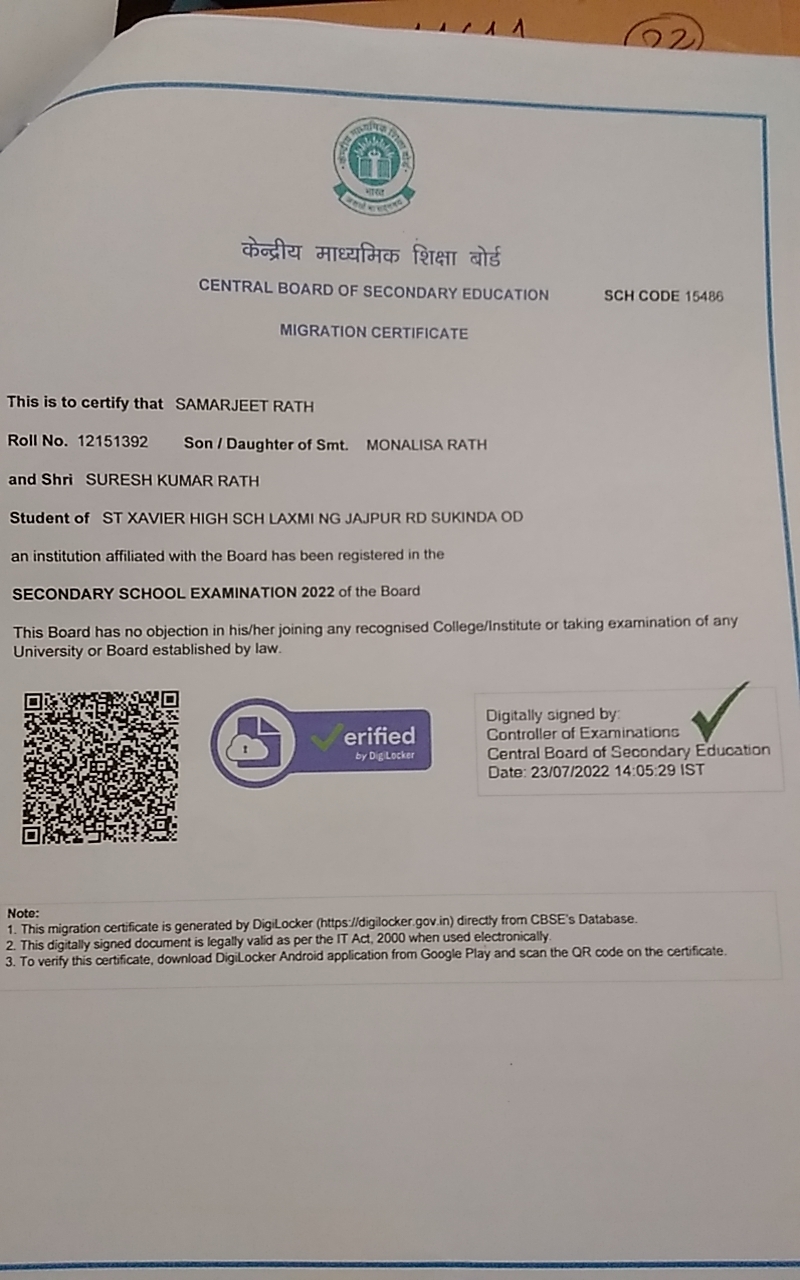 22
केन्द्रीय माध्यमिक शिक्षा बोर्ड
भारत
केन्द्रीय माध्यमिक शिक्षा बोर्ड
CENTRAL BOARD OF SECONDARY EDUCATION SCH CODE 15486
MIGRATION CERTIFICATE
This is to certify that SAMARJEET RATH
Roll No. 12151392 Son / Daughter of Smt. MONALISA RATH
and Shri SURESH KUMAR RATH
Student of ST XAVIER HIGH SCH LAXMI NG JAJPUR RD SUKINDA OD
an institution affiliated with the Board has been registered in the
SECONDARY SCHOOL EXAMINATION 2022 of the Board
This Board has no objection in his/her joining any recognised College/Institute or taking examination of any
University or Board established by law.
erified
by DigiLocker
Digitally signed by:
Controller of Examinations
Central Board of Secondary Education
Date: 23/07/2022 14:05:29 IST
Note:
1. This migration certificate is generated by DigiLocker (https://digilocker.gov.in) directly from CBSE's Database.
2. This digitally signed document is legally valid as per the IT Act, 2000 when used electronically.
3. To verify this certificate, download DigiLocker Android application from Google Play and scan the QR code on the certificate.